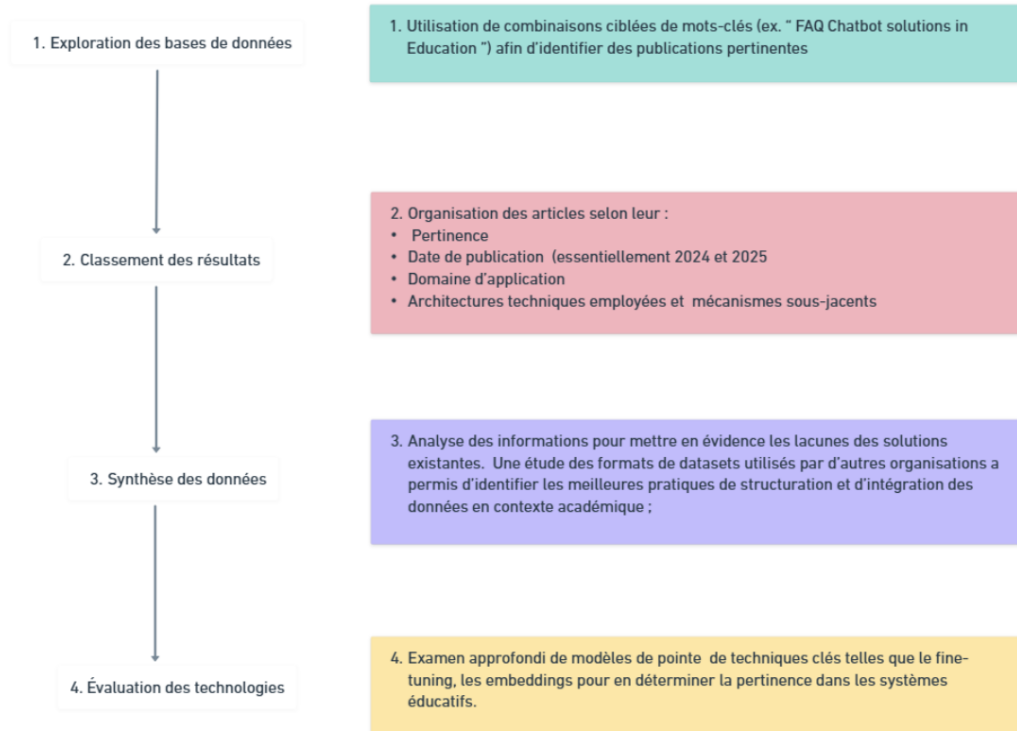 1. Exploration des bases de données
1. Utilisation de combinaisons ciblées de mots-clés (ex. “ FAQ Chatbot solutions in
Education ”) afin d’identifier des publications pertinentes
2. Classement des résultats
2. Organisation des articles selon leur :
• Pertinence
• Date de publication (essentiellement 2024 et 2025
• Domaine d’application
• Architectures techniques employées et mécanismes sous-jacents
3. Synthèse des données
3. Analyse des informations pour mettre en évidence les lacunes des solutions
existantes. Une étude des formats de datasets utilisés par d’autres organisations a
permis d’identifier les meilleures pratiques de structuration et d’intégration des
données en contexte académique ;
4. Évaluation des technologies
4. Examen approfondi de modèles de pointe de techniques clés telles que le fine-
tuning, les embeddings pour en déterminer la pertinence dans les systèmes
éducatifs.